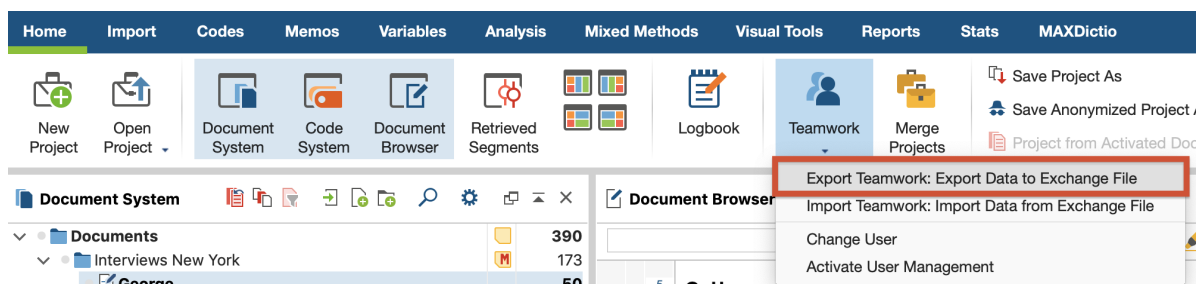 Home Import Codes Memos Variables Analysis Mixed Methods Visual Tools Reports Stats MAXDictio
New Project
Open Project
Document System
Code System
Document Browser
Retrieved Segments
Logbook
Teamwork
Merge Projects
Save Project As
Save Anonymized Project A
Project from Activated Doc
Export Teamwork: Export Data to Exchange File
Import Teamwork: Import Data from Exchange File
Change User
Activate User Management
Document System
Documents 390
Interviews New York M 173
George 50
Document Browser
5